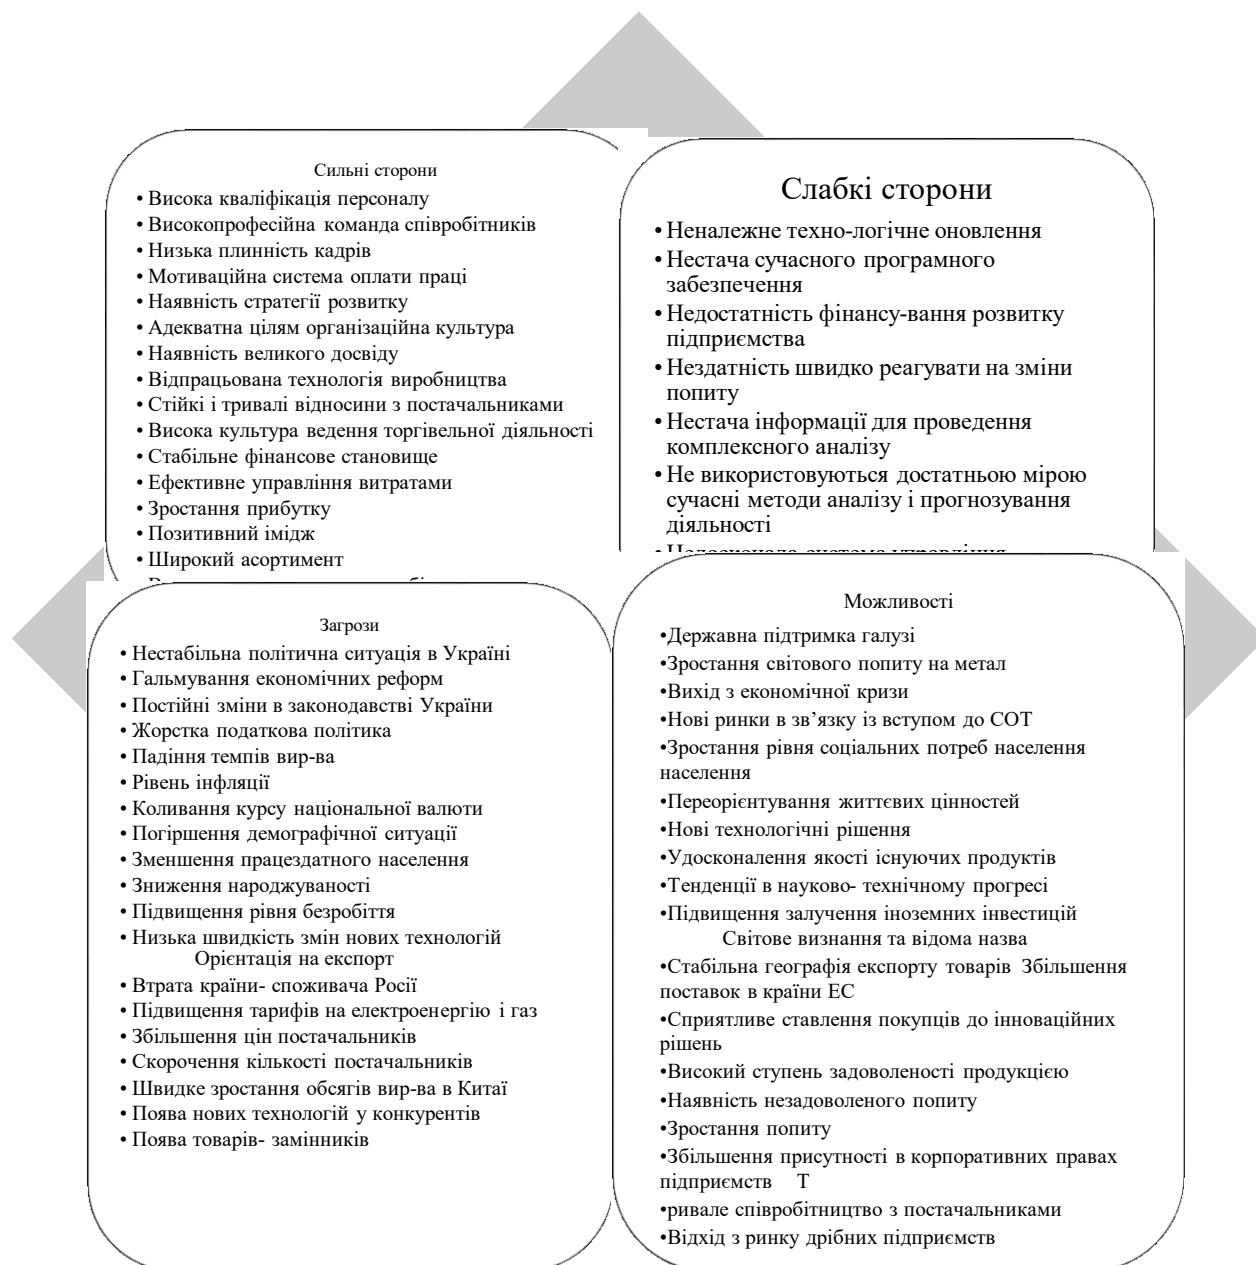 Сильні сторони
• Висока кваліфікація персоналу
• Високопрофесійна команда співробітників
• Низька плинність кадрів
• Мотиваційна система оплати праці
• Наявність стратегії розвитку
• Адекватна цілям організаційна культура
• Наявність великого досвіду
• Відпрацьована технологія виробництва
• Стійкі і тривалі відносини з постачальниками
• Висока культура ведення торгівельної діяльності
• Стабільне фінансове становище
• Ефективне управління витратами
• Зростання прибутку
• Позитивний імідж
• Широкий асортимент
Слабкі сторони
• Неналежне техно-логічне оновлення
• Нестача сучасного програмного
забезпечення
• Недостатність фінансу-вання розвитку
підприємства
• Нездатність швидко реагувати на зміни
попиту
• Нестача інформації для проведення
комплексного аналізу
• Не використовуються достатньою мірою
сучасні методи аналізу і прогнозування
діяльності
• Недосконала система управління
Загрози
• Нестабільна політична ситуація в Україні
• Гальмування економічних реформ
• Постійні зміни в законодавстві України
• Жорстка податкова політика
• Падіння темпів вир-ва
• Рівень інфляції
• Коливання курсу національної валюти
• Погіршення демографічної ситуації
• Зменшення працездатного населення
• Зниження народжуваності
• Підвищення рівня безробіття
• Низька швидкість змін нових технологій
Орієнтація на експорт
• Втрата країни- споживача Росії
• Підвищення тарифів на електроенергію і газ
• Збільшення цін постачальників
• Скорочення кількості постачальників
• Швидке зростання обсягів вир-ва в Китаї
• Поява нових технологій у конкурентів
• Поява товарів- замінників
Можливості
•Державна підтримка галузі
•Зростання світового попиту на метал
•Вихід з економічної кризи
•Нові ринки в зв’язку із вступом до СОТ
•Зростання рівня соціальних потреб населення
населення
•Переорієнтування життєвих цінностей
•Нові технологічні рішення
•Удосконалення якості існуючих продуктів
•Тенденції в науково- технічному прогресі
•Підвищення залучення іноземних інвестицій
Світове визнання та відома назва
•Стабільна географія експорту товарів Збільшення
поставок в країни ЕС
•Сприятливе ставлення покупців до інноваційних
рішень
•Високий ступень задоволеності продукцією
•Наявність незадоволеного попиту
•Зростання попиту
•Збільшення присутності в корпоративних правах
підприємств Т
•ривале співробітництво з постачальниками
•Відхід з ринку дрібних підприємств